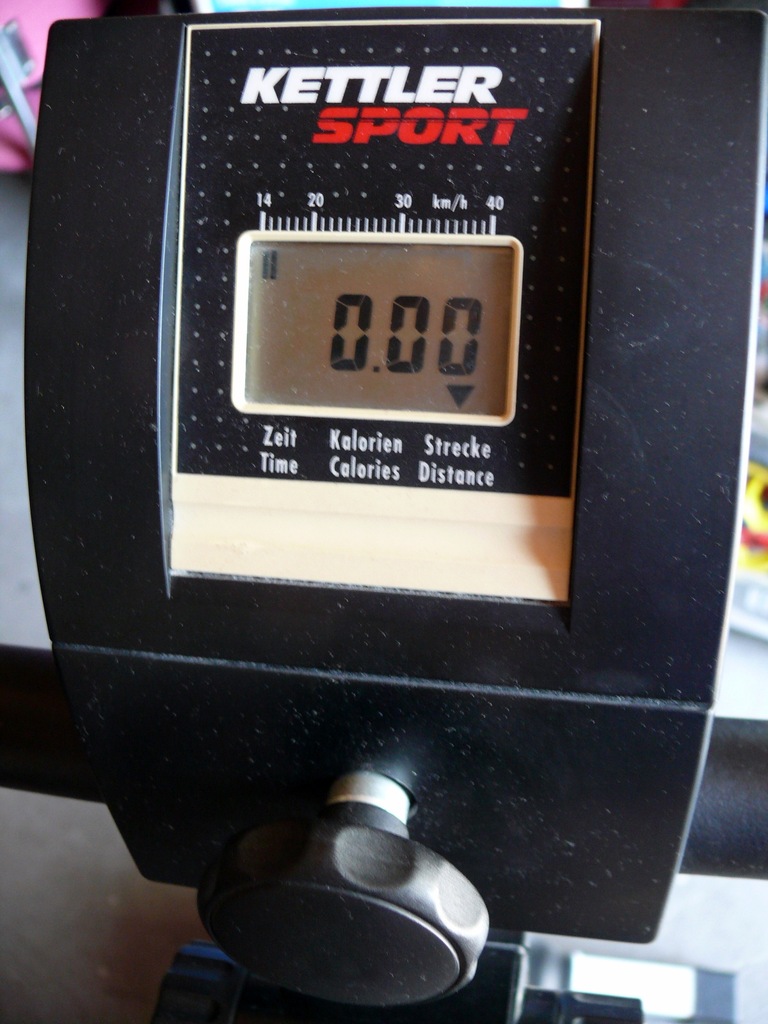 KETTLER
SPORT
14 20 30 km/h 40
0.00
Zeit Kalorien Strecke
Time Calories Distance